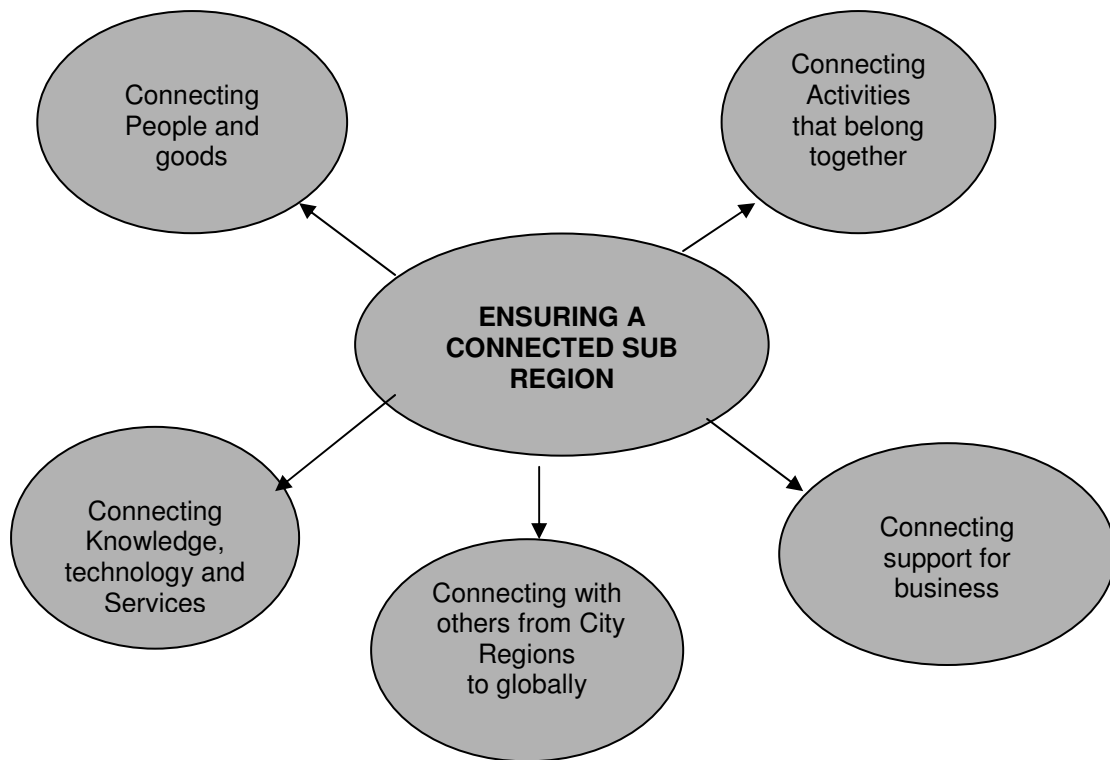 Connecting
People and
goods
Connecting
Activities
that belong
together
ENSURING A
CONNECTED SUB
REGION
Connecting
Knowledge,
technology and
Services
Connecting with
others from City
Regions
to globally
Connecting
support for
business